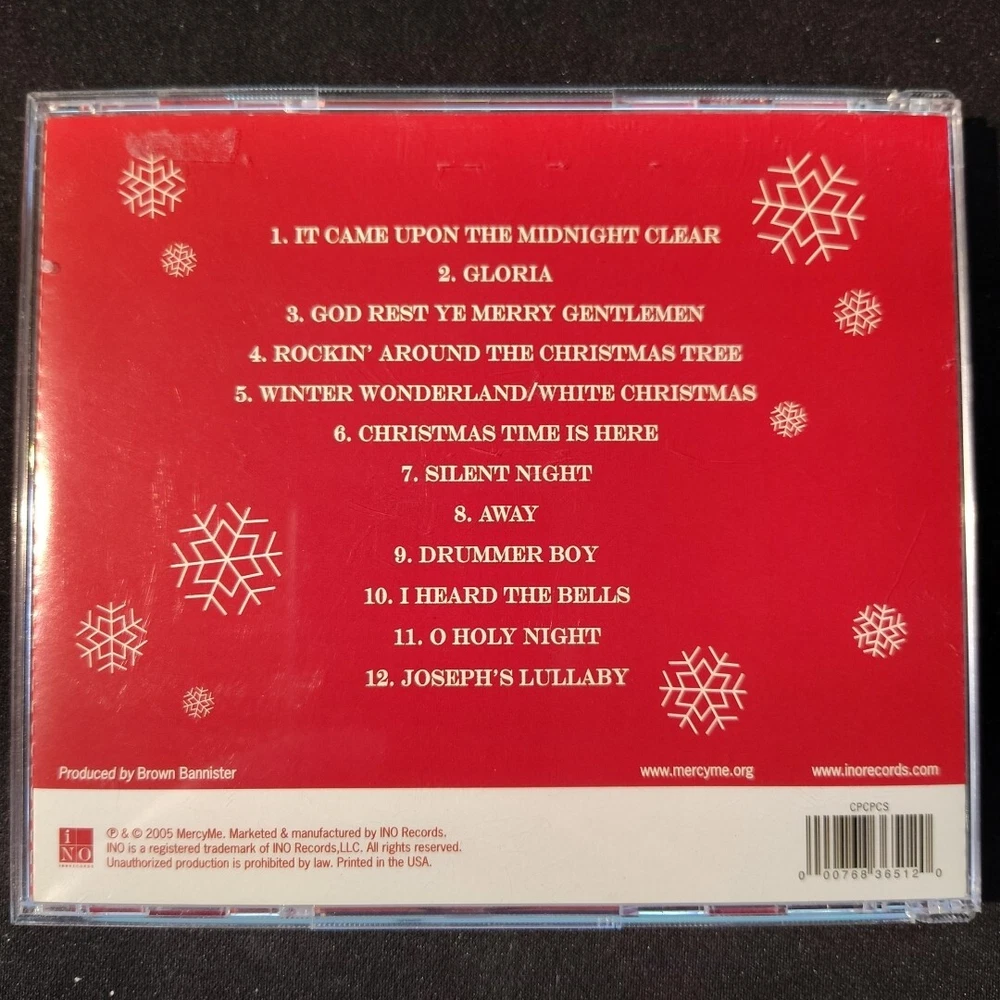 1. IT CAME UPON THE MIDNIGHT CLEAR
2. GLORIA
3. GOD REST YE MERRY GENTLEMEN
4. ROCKIN' AROUND THE CHRISTMAS TREE
5. WINTER WONDERLAND/WHITE CHRISTMAS
6. CHRISTMAS TIME IS HERE
7. SILENT NIGHT
8. AWAY
9. DRUMMER BOY
10. I HEARD THE BELLS
11. O HOLY NIGHT
12. JOSEPH'S LULLABY
Produced by Brown Bannister
www.mercyme.org
www.inorecords.com
iNO
INORECORDS
℗ & © 2005 MercyMe. Marketed & manufactured by INO Records.
INO is a registered trademark of INO Records,LLC. All rights reserved.
Unauthorized production is prohibited by law. Printed in the USA.
CPCPCS
0 00768 36512 0